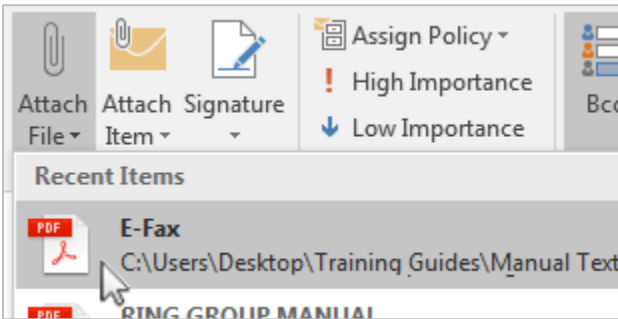 Attach File
Attach Item
Signature
Assign Policy
High Importance
Low Importance
Bcc
Recent Items
PDF
E-Fax
C:\Users\Desktop\Training Guides\Manual Text
PDF
RING GROUP MANUAL